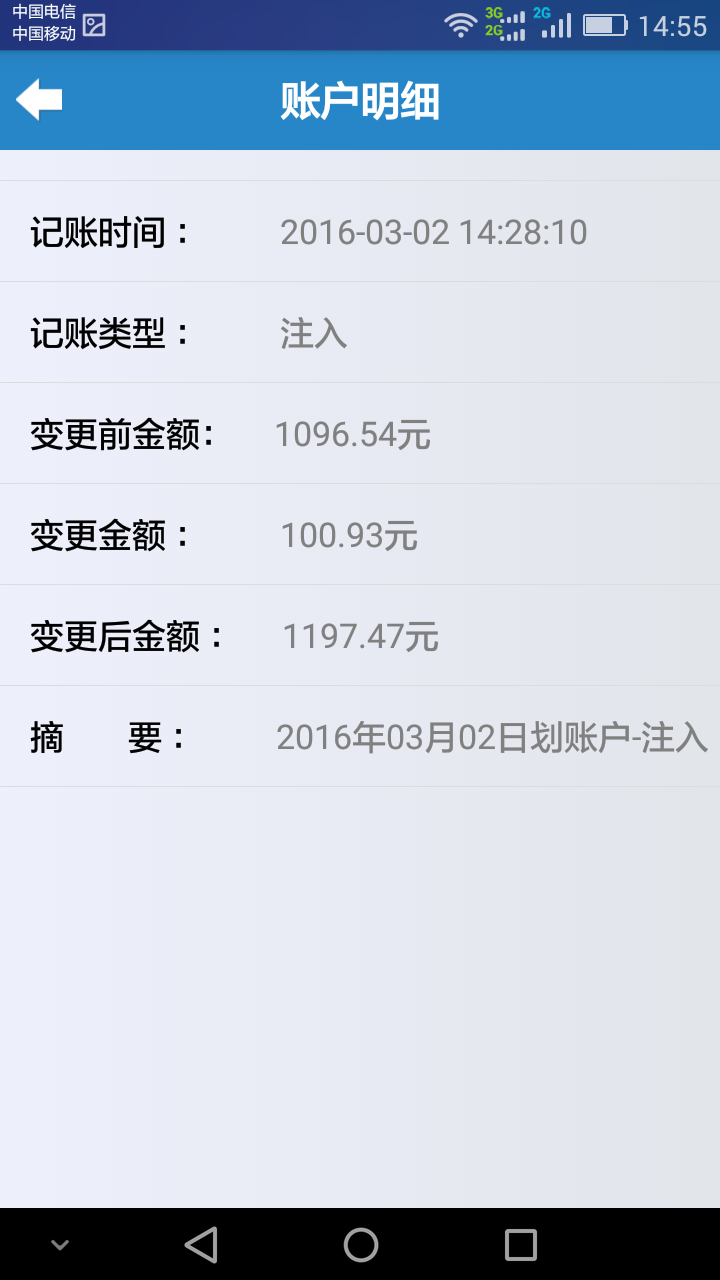 中国电信
中国移动
3G
2G
2G
14:55
账户明细
记账时间： 2016-03-02 14:28:10
记账类型： 注入
变更前金额: 1096.54元
变更金额： 100.93元
变更后金额： 1197.47元
摘 要： 2016年03月02日划账户-注入